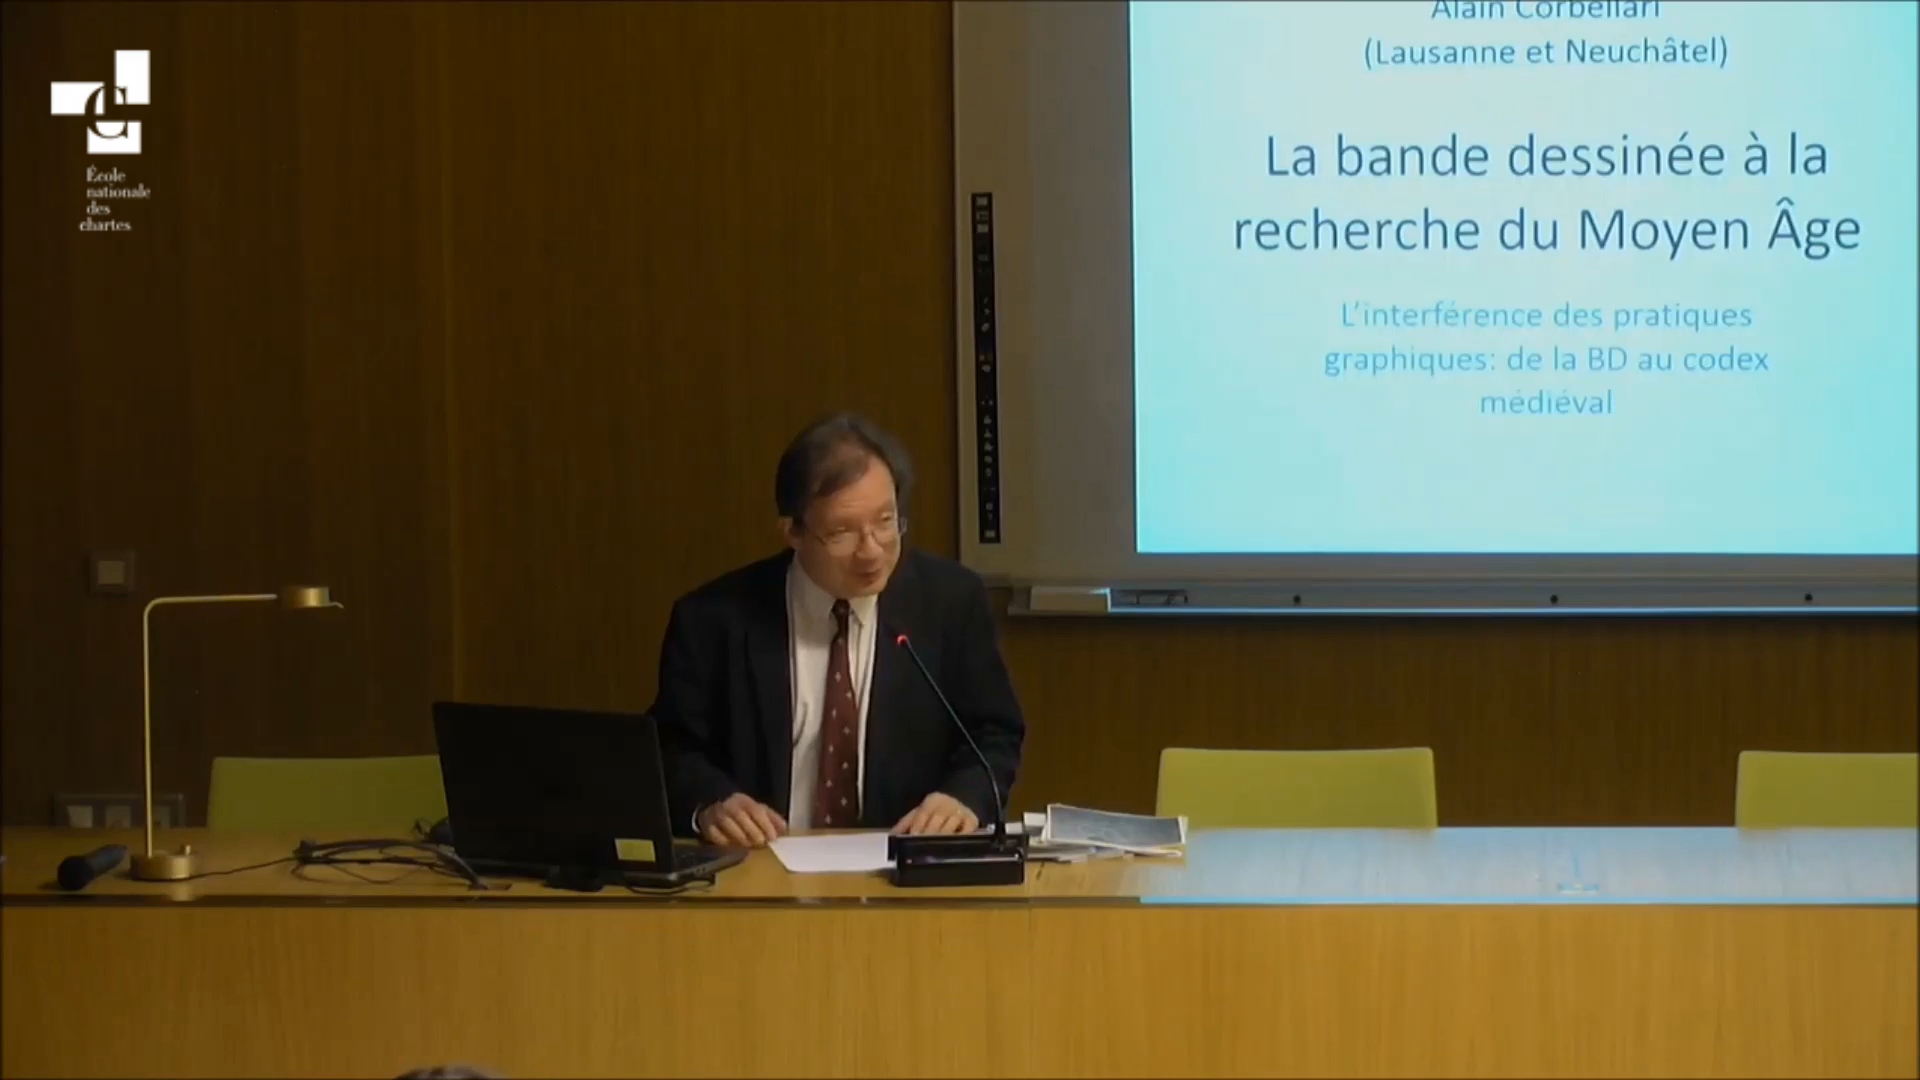 École
nationale
des
chartes
Alain Corbellari
(Lausanne et Neuchâtel)
La bande dessinée à la
recherche du Moyen Âge
L'interférence des pratiques
graphiques: de la BD au codex
médiéval